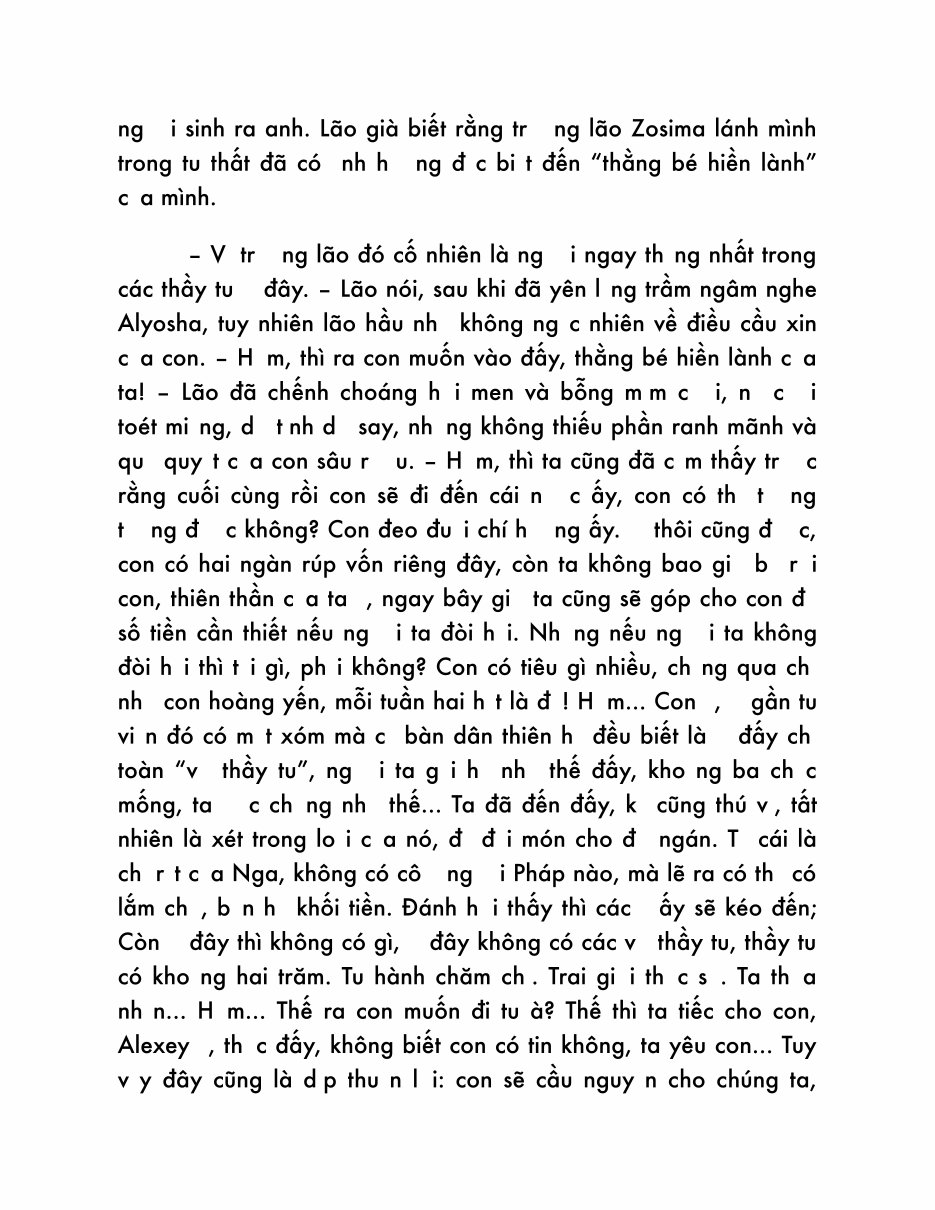 ng i sinh ra anh. Lão già biết rằng tr ng lão Zosima lánh mình
trong tu thất đã có nh h ng đ c bi t đến “thằng bé hiền lành”
c a mình.
– V tr ng lão đó cố nhiên là ng i ngay th ng nhất trong
các thầy tu đây. – Lão nói, sau khi đã yên l ng trầm ngâm nghe
Alyosha, tuy nhiên lão hầu nh không ng c nhiên về điều cầu xin
c a con. – H m, thì ra con muốn vào đấy, thằng bé hiền lành c a
ta! – Lão đã chếnh choáng h i men và bỗng m m c i, n c i
toét mi ng, d t nh d say, nh ng không thiếu phần ranh mãnh và
qu quy t c a con sâu r u. – H m, thì ta cũng đã c m thấy tr c
rằng cuối cùng rồi con sẽ đi đến cái n c ấy, con có th t ng
t ng đ c không? Con đeo đu i chí h ng ấy. thôi cũng đ c,
con có hai ngàn rúp vốn riêng đây, còn ta không bao gi b r i
con, thiên thần c a ta , ngay bây gi ta cũng sẽ góp cho con đ
số tiền cần thiết nếu ng i ta đòi h i. Nh ng nếu ng i ta không
đòi h i thì t i gì, ph i không? Con có tiêu gì nhiều, ch ng qua ch
nh con hoàng yến, mỗi tuần hai h t là đ ! H m... Con , gần tu
vi n đó có m t xóm mà c bàn dân thiên h đều biết là đấy ch
toàn “v thầy tu”, ng i ta g i h nh thế đấy, kho ng ba ch c
mống, ta c ch ng nh thế... Ta đã đến đấy, k cũng thú v , tất
nhiên là xét trong lo i c a nó, đ đ i món cho đ ngán. T cái là
ch r t c a Nga, không có cô ng i Pháp nào, mà lẽ ra có th có
lắm ch , b n h khối tiền. Đánh h i thấy thì các ấy sẽ kéo đến;
Còn đây thì không có gì, đây không có các v thầy tu, thầy tu
có kho ng hai trăm. Tu hành chăm ch . Trai gi i th c s . Ta th a
nh n... H m... Thế ra con muốn đi tu à? Thế thì ta tiếc cho con,
Alexey , th c đấy, không biết con có tin không, ta yêu con... Tuy
v y đây cũng là d p thu n l i: con sẽ cầu nguy n cho chúng ta,